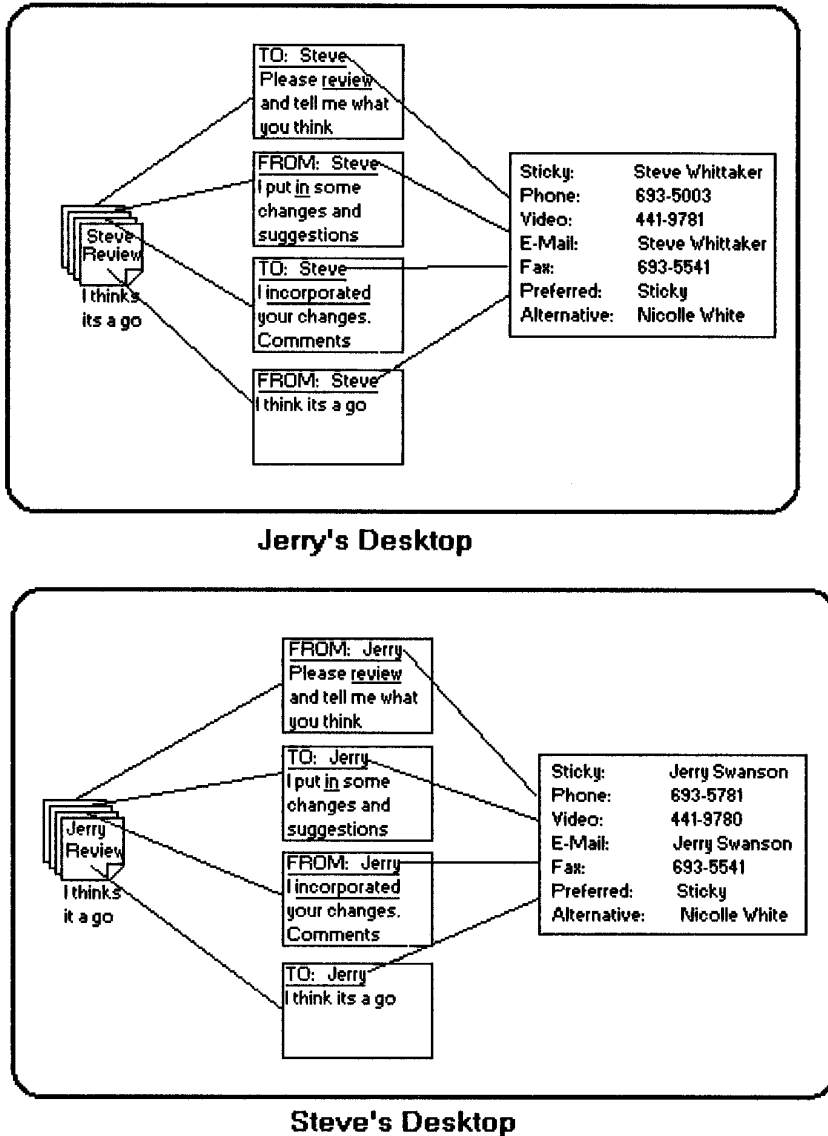 TO: Steve
Please review
and tell me what
you think
FROM: Steve
I put in some
changes and
suggestions
TO: Steve
I incorporated
your changes.
Comments
FROM: Steve
I think its a go
Steve
Review
I thinks
its a go
Sticky: Steve Whittaker
Phone: 693-5003
Video: 441-9781
E-Mail: Steve Whittaker
Fax: 693-5541
Preferred: Sticky
Alternative: Nicolle White
Jerry's Desktop
FROM: Jerry
Please review
and tell me what
you think
TO: Jerry
I put in some
changes and
suggestions
FROM: Jerry
I incorporated
your changes.
Comments
TO: Jerry
I think its a go
Jerry
Review
I thinks
it a go
Sticky: Jerry Swanson
Phone: 693-5781
Video: 441-9780
E-Mail: Jerry Swanson
Fax: 693-5541
Preferred: Sticky
Alternative: Nicolle White
Steve's Desktop